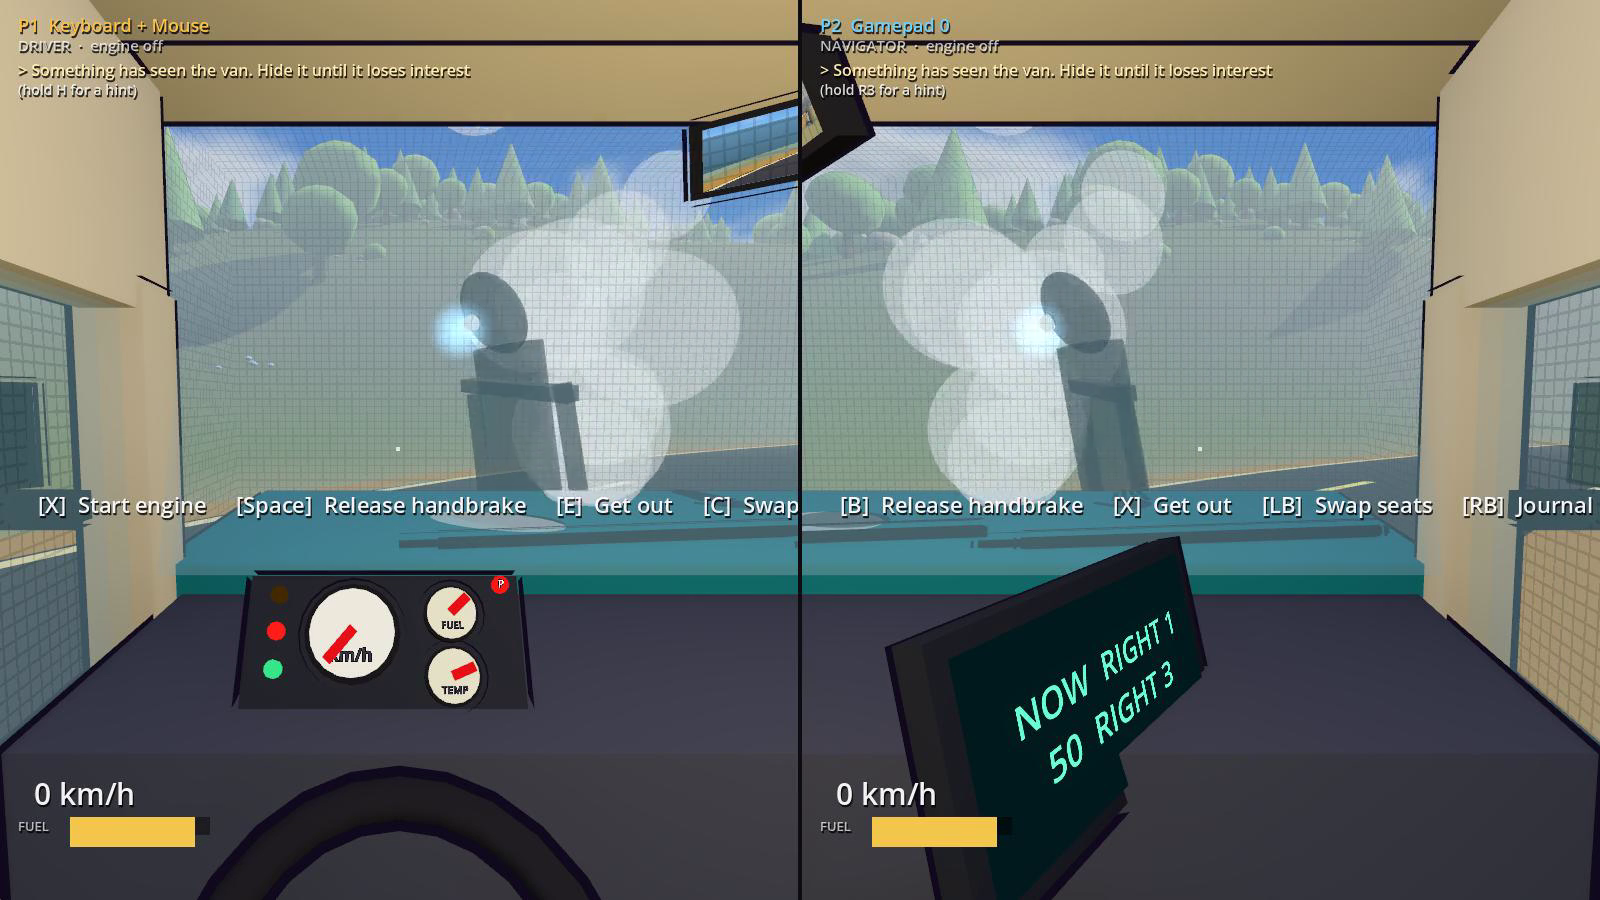 P1 Keyboard + Mouse
DRIVER · engine off
> Something has seen the van. Hide it until it loses interest
(hold H for a hint)
[X] Start engine [Space] Release handbrake [E] Get out [C] Swap
P
FUEL
km/h
TEMP
0 km/h
FUEL
P2 Gamepad 0
NAVIGATOR · engine off
> Something has seen the van. Hide it until it loses interest
(hold R3 for a hint)
[B] Release handbrake [X] Get out [LB] Swap seats [RB] Journal
NOW RIGHT 1
50 RIGHT 3
0 km/h
FUEL